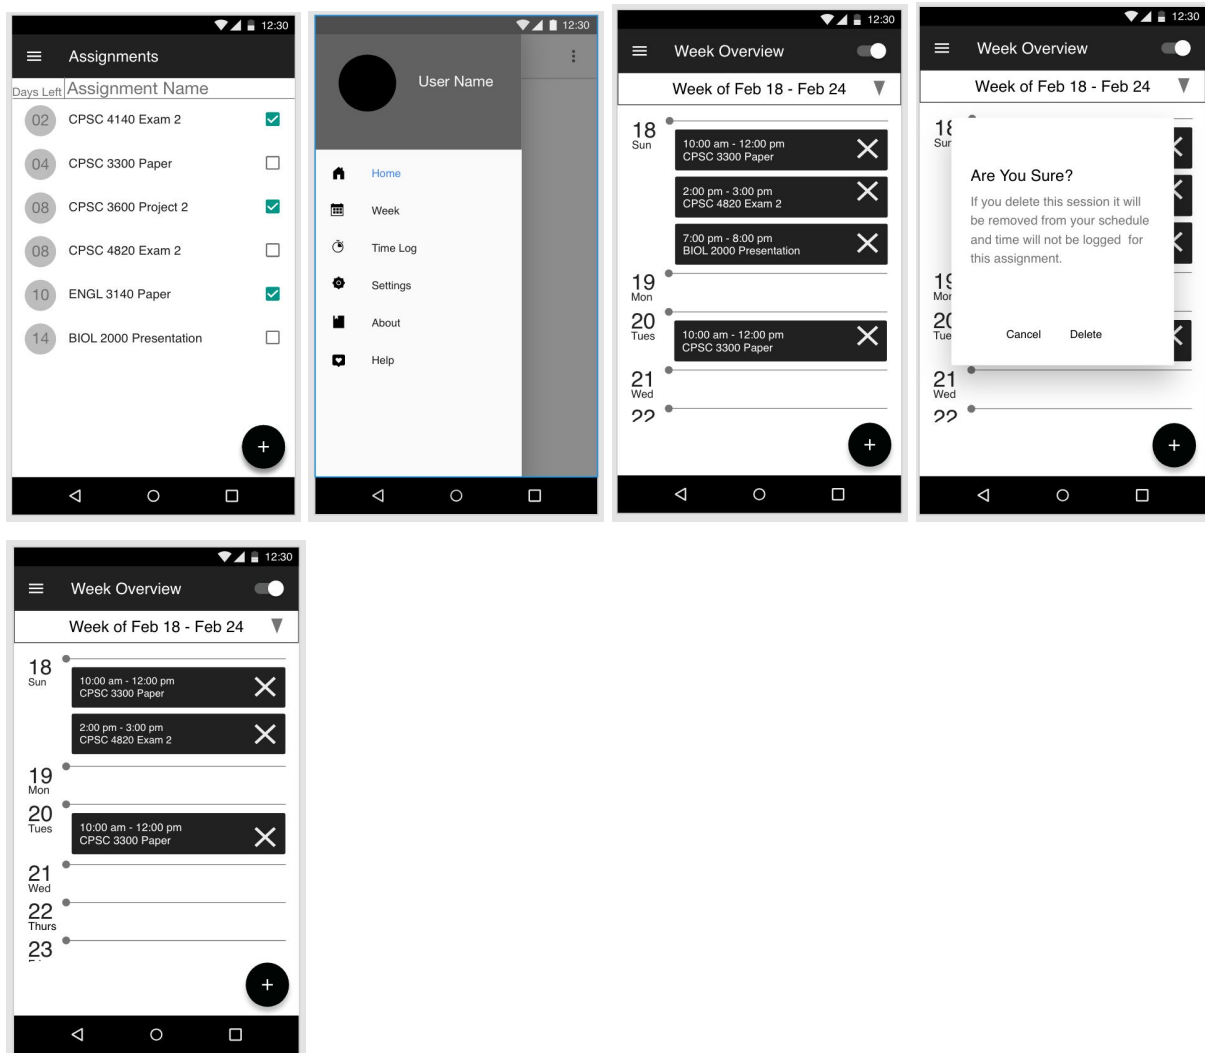 12:30
Assignments
Days Left Assignment Name
02 CPSC 4140 Exam 2
04 CPSC 3300 Paper
08 CPSC 3600 Project 2
08 CPSC 4820 Exam 2
10 ENGL 3140 Paper
14 BIOL 2000 Presentation
+
12:30
User Name
Home
Week
Time Log
Settings
About
Help
12:30
Week Overview
Week of Feb 18 - Feb 24
18
Sun
10:00 am - 12:00 pm
CPSC 3300 Paper
2:00 pm - 3:00 pm
CPSC 4820 Exam 2
7:00 pm - 8:00 pm
BIOL 2000 Presentation
19
Mon
20
Tues
10:00 am - 12:00 pm
CPSC 3300 Paper
21
Wed
22
+
12:30
Week Overview
Week of Feb 18 - Feb 24
18
Sun
Are You Sure?
If you delete this session it will
be removed from your schedule
and time will not be logged for
this assignment.
Cancel Delete
19
Mon
20
Tue
21
Wed
22
+
12:30
Week Overview
Week of Feb 18 - Feb 24
18
Sun
10:00 am - 12:00 pm
CPSC 3300 Paper
2:00 pm - 3:00 pm
CPSC 4820 Exam 2
19
Mon
20
Tues
10:00 am - 12:00 pm
CPSC 3300 Paper
21
Wed
22
Thurs
23
+